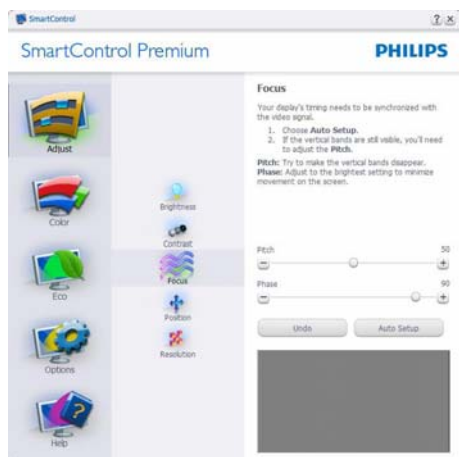 SmartControl
SmartControl Premium
PHILIPS
Adjust
Color
Eco
Options
Help
Brightness
Contrast
Focus
Position
Resolution
Focus
Your display's timing needs to be synchronized with
the video signal.
1. Choose Auto Setup.
2. If the vertical bands are still visible, you'll need
to adjust the Pitch.
Pitch: Try to make the vertical bands disappear.
Phase: Adjust to the brightest setting to minimize
movement on the screen.
Pitch 50
Phase 90
Undo Auto Setup